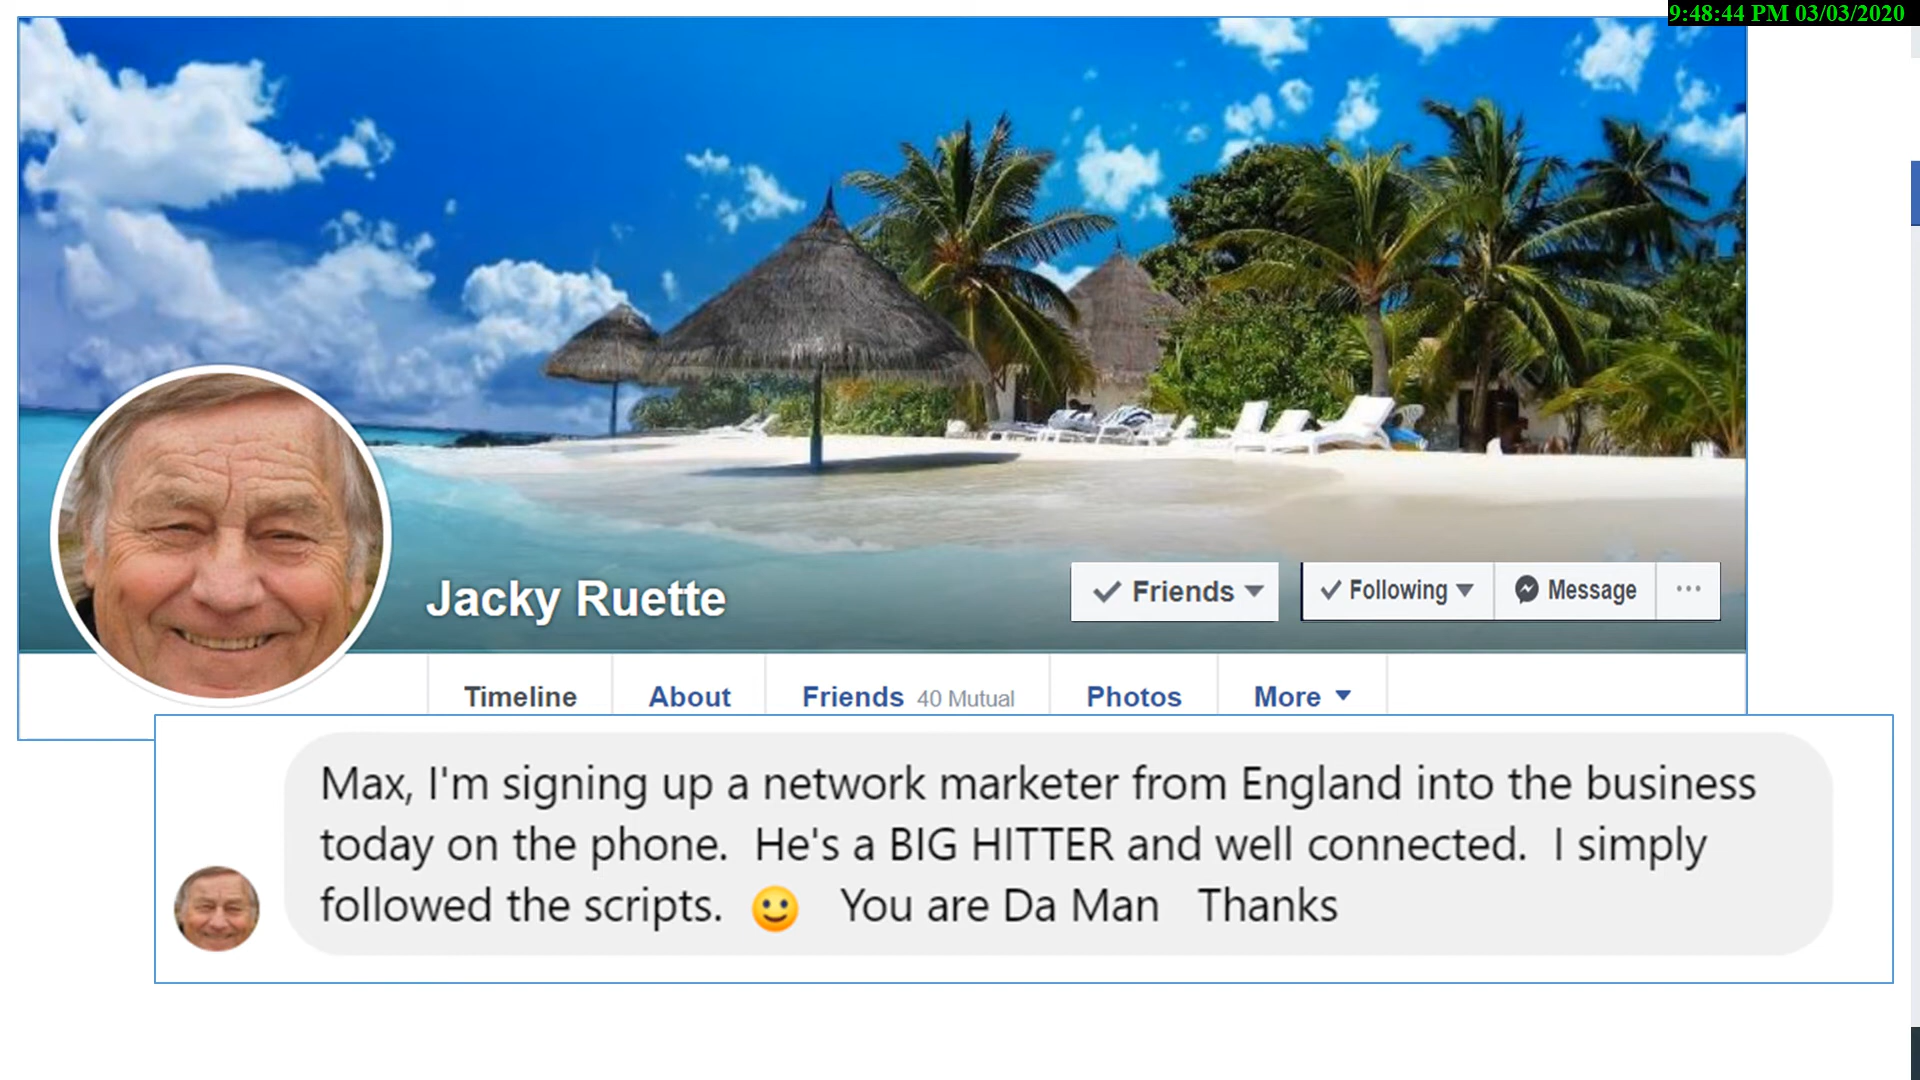 9:48:44 PM 03/03/2020
Jacky Ruette
Friends
Following
Message
Timeline
About
Friends 40 Mutual
Photos
More
Max, I'm signing up a network marketer from England into the business
today on the phone. He's a BIG HITTER and well connected. I simply
followed the scripts. 🙂 You are Da Man Thanks